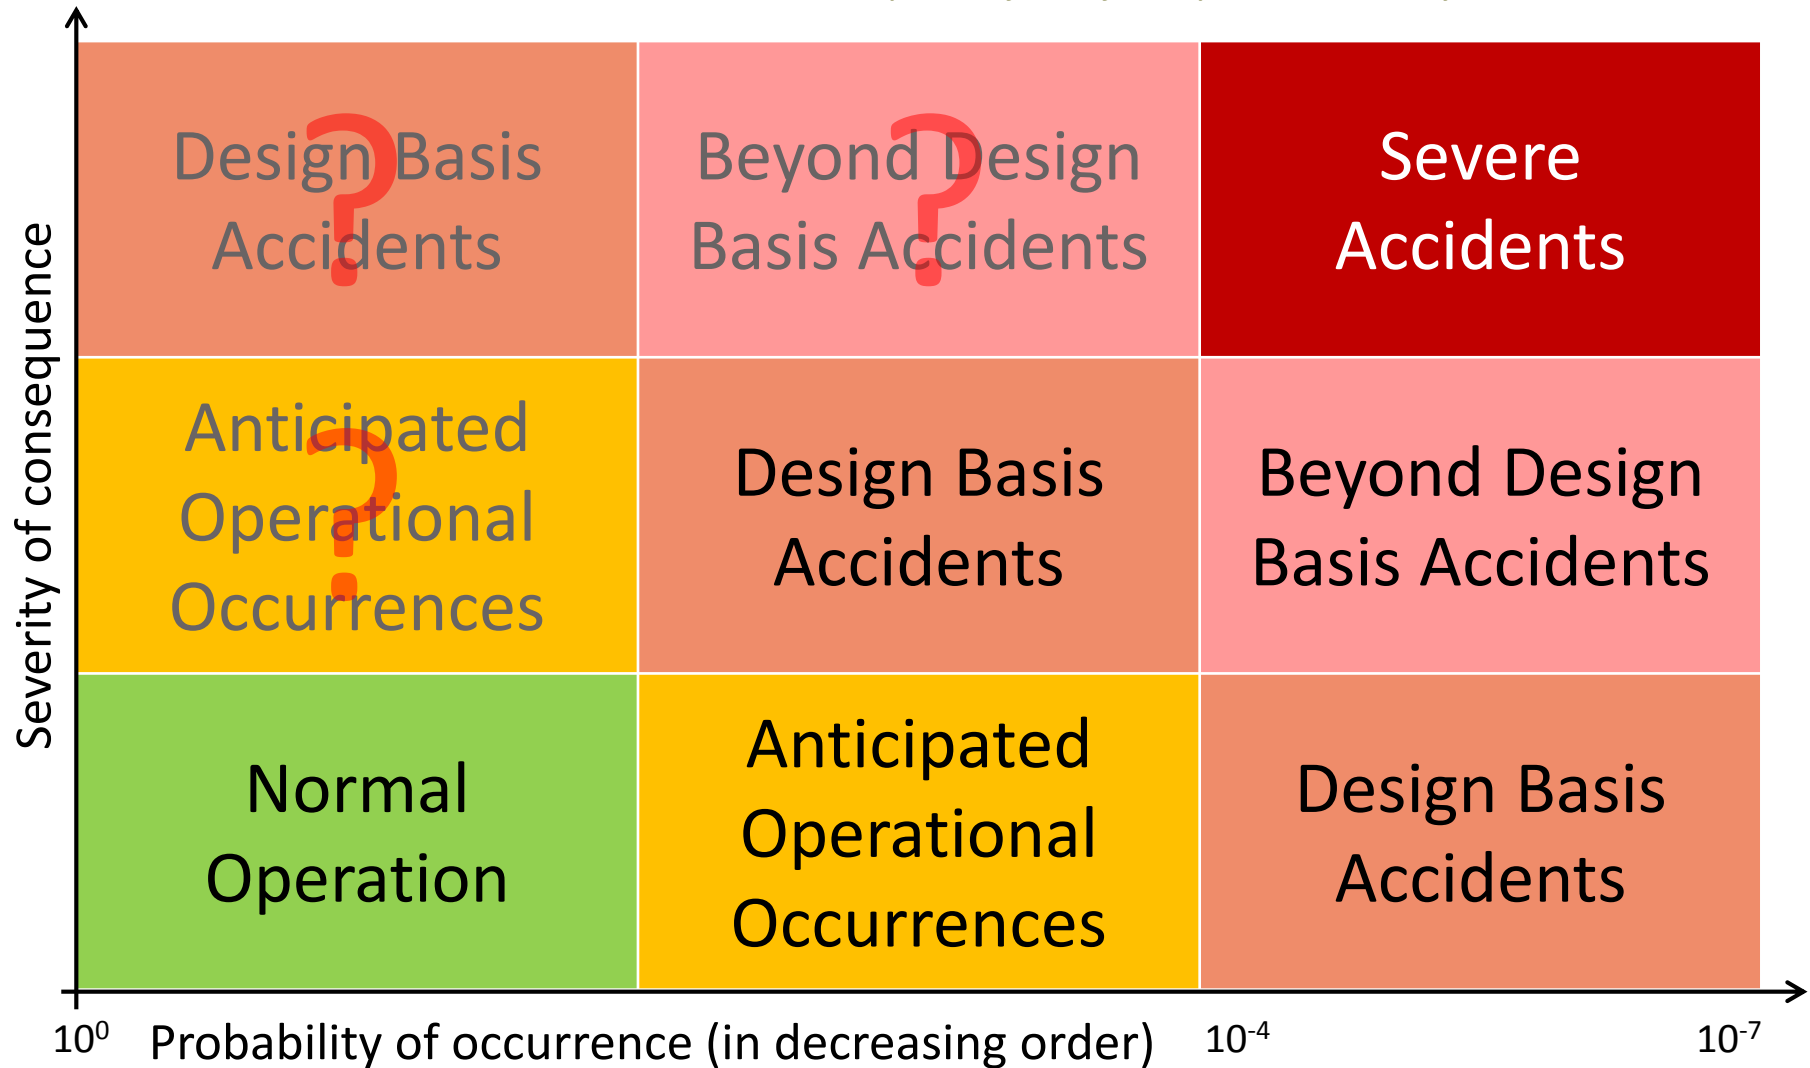 Severity of consequence
Design Basis
Accidents
?
Beyond Design
Basis Accidents
?
Severe
Accidents
Anticipated
Operational
Occurrences
?
Design Basis
Accidents
Beyond Design
Basis Accidents
Normal
Operation
Anticipated
Operational
Occurrences
Design Basis
Accidents
10⁰ Probability of occurrence (in decreasing order) 10⁻⁴ 10⁻⁷